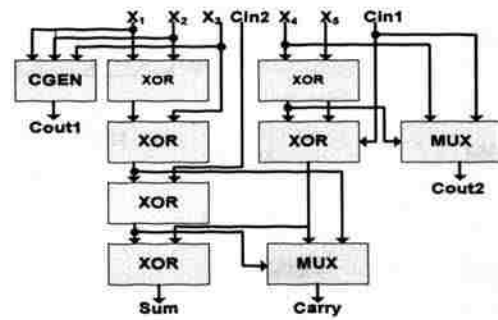 X₁ X₂ X₃ Cin2 X₄ X₅ Cin1
CGEN XOR XOR
Cout1
XOR XOR MUX
Cout2
XOR
XOR MUX
Sum Carry